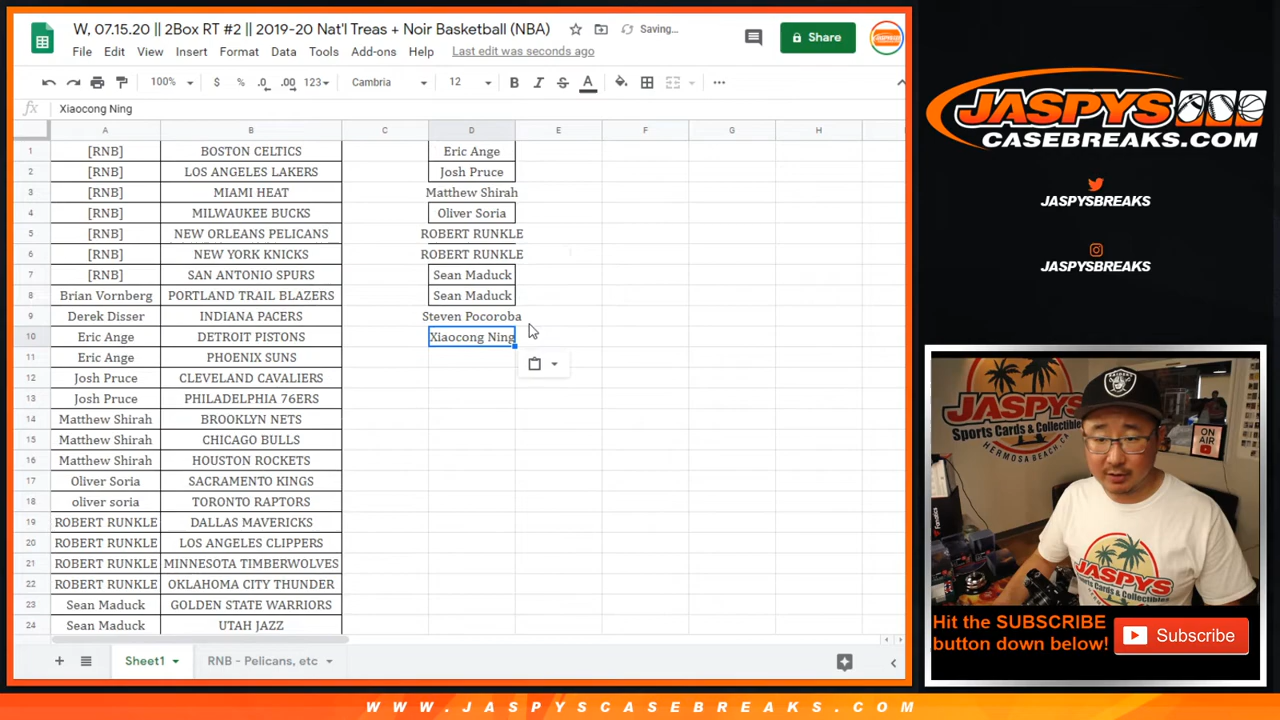 W, 07.15.20 || 2Box RT #2 || 2019-20 Nat'l Treas + Noir Basketball (NBA)
Saving...
Share
File Edit View Insert Format Data Tools Add-ons Help Last edit was seconds ago
100% $ % .0 .00 123 Cambria 12 B I S A
fx Xiaocong Ning
A B C D E F G H
1 [RNB] BOSTON CELTICS Eric Ange
2 [RNB] LOS ANGELES LAKERS Josh Pruce
3 [RNB] MIAMI HEAT Matthew Shirah
4 [RNB] MILWAUKEE BUCKS Oliver Soria
5 [RNB] NEW ORLEANS PELICANS ROBERT RUNKLE
6 [RNB] NEW YORK KNICKS ROBERT RUNKLE
7 [RNB] SAN ANTONIO SPURS Sean Maduck
8 Brian Vornberg PORTLAND TRAIL BLAZERS Sean Maduck
9 Derek Disser INDIANA PACERS Steven Pocoroba
10 Eric Ange DETROIT PISTONS Xiaocong Ning
11 Eric Ange PHOENIX SUNS
12 Josh Pruce CLEVELAND CAVALIERS
13 Josh Pruce PHILADELPHIA 76ERS
14 Matthew Shirah BROOKLYN NETS
15 Matthew Shirah CHICAGO BULLS
16 Matthew Shirah HOUSTON ROCKETS
17 Oliver Soria SACRAMENTO KINGS
18 oliver soria TORONTO RAPTORS
19 ROBERT RUNKLE DALLAS MAVERICKS
20 ROBERT RUNKLE LOS ANGELES CLIPPERS
21 ROBERT RUNKLE MINNESOTA TIMBERWOLVES
22 ROBERT RUNKLE OKLAHOMA CITY THUNDER
23 Sean Maduck GOLDEN STATE WARRIORS
24 Sean Maduck UTAH JAZZ
Sheet1 RNB - Pelicans, etc
JASPYS
CASEBREAKS.COM
JASPYSBREAKS
JASPYSBREAKS
JASPYS
Sports Cards & Collectibles
HERMOSA BEACH, CA
ON
AIR
RAIDERS
JASPYS
Hit the SUBSCRIBE
button down below!
Subscribe
WWW.JASPYSCASEBREAKS.COM